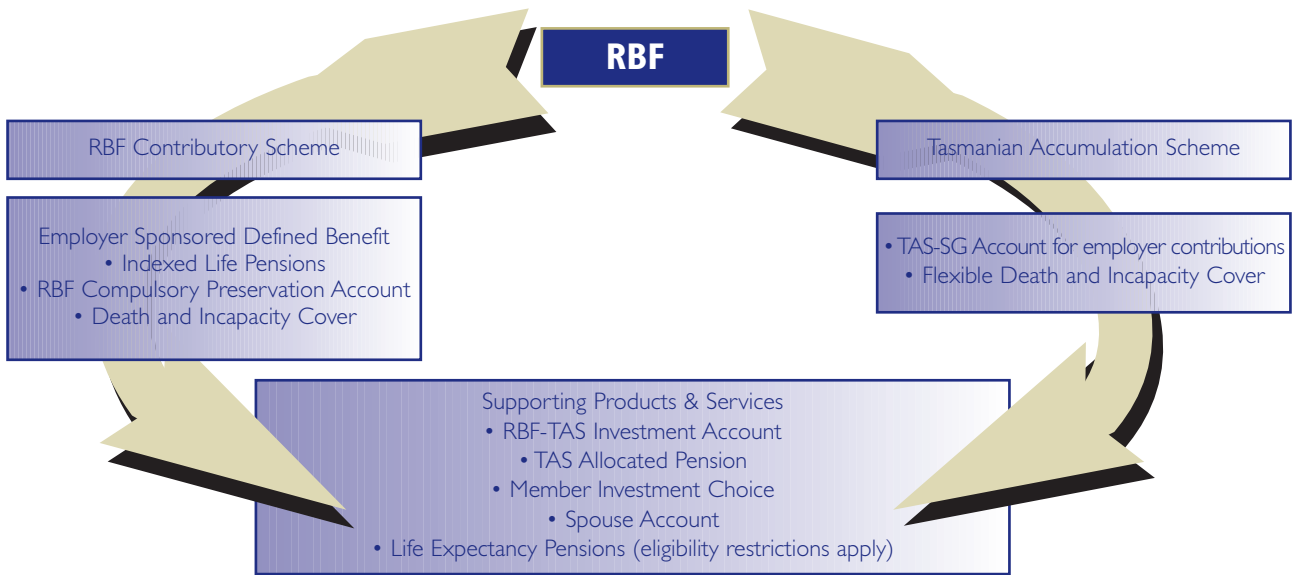 RBF
RBF Contributory Scheme
Employer Sponsored Defined Benefit
• Indexed Life Pensions
• RBF Compulsory Preservation Account
• Death and Incapacity Cover
Tasmanian Accumulation Scheme
• TAS-SG Account for employer contributions
• Flexible Death and Incapacity Cover
Supporting Products & Services
• RBF-TAS Investment Account
• TAS Allocated Pension
• Member Investment Choice
• Spouse Account
• Life Expectancy Pensions (eligibility restrictions apply)